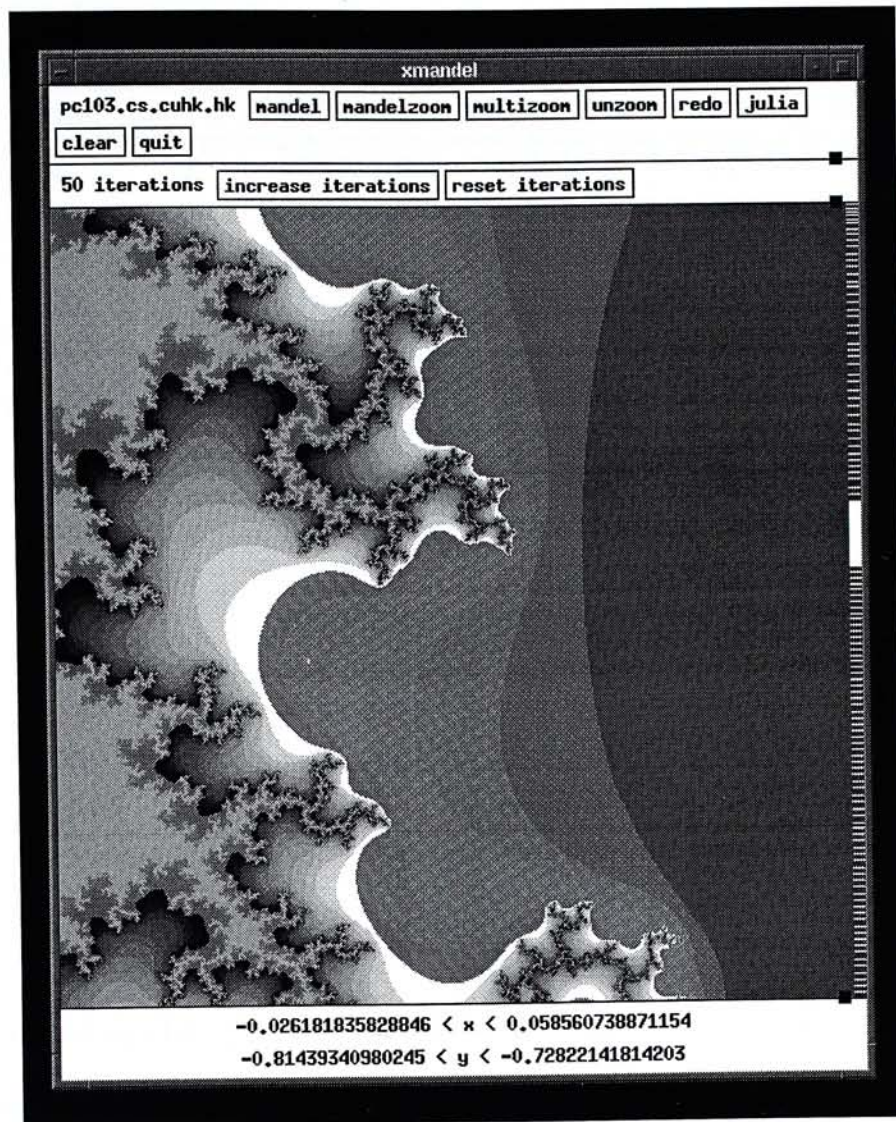 xmandel
pc103.cs.cuhk.hk mandel mandelzoom multizoom unzoom redo julia
clear quit
50 iterations increase iterations reset iterations
-0.026181835828846 < x < 0.058560738871154
-0.81439340980245 < y < -0.72822141814203